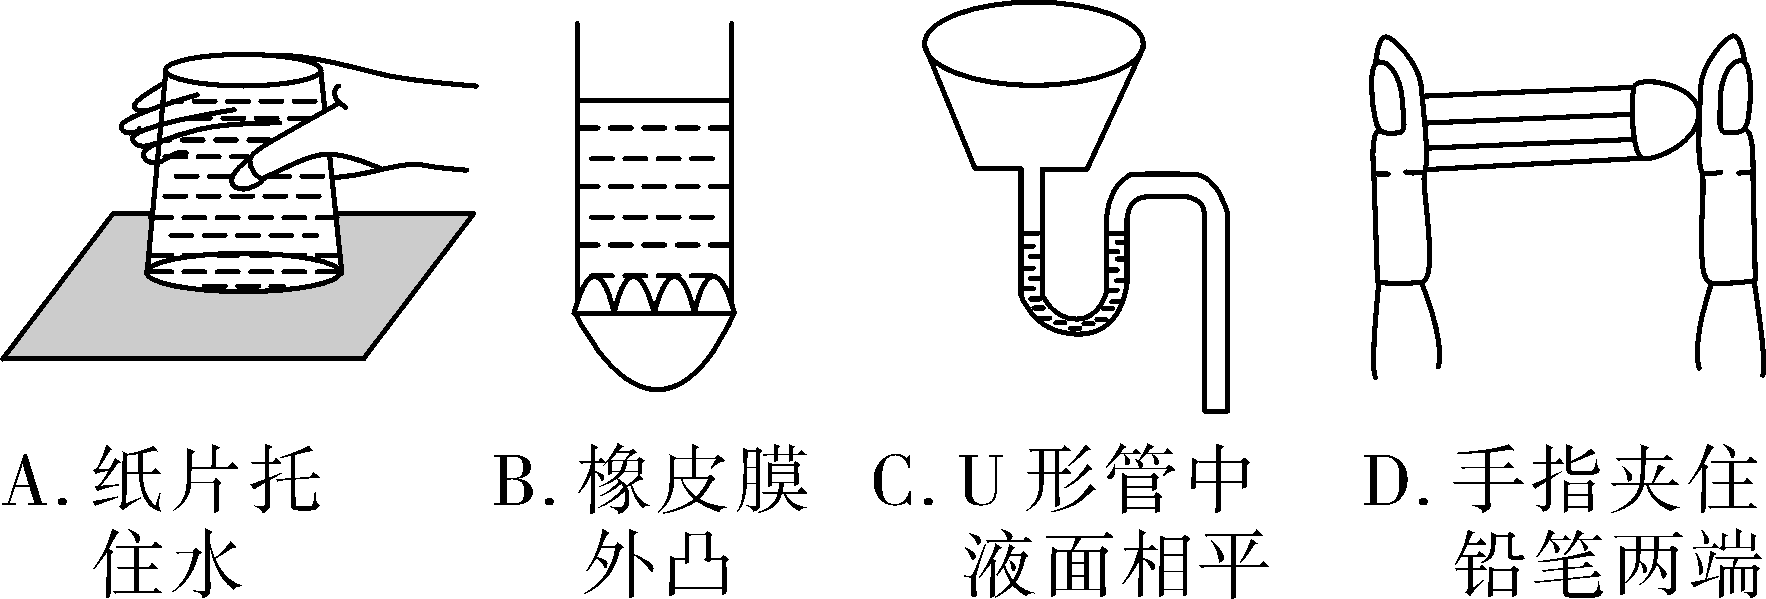 A. 纸片托 B. 橡皮膜 C. U 形管中 D. 手指夹住
住水 外凸 液面相平 铅笔两端